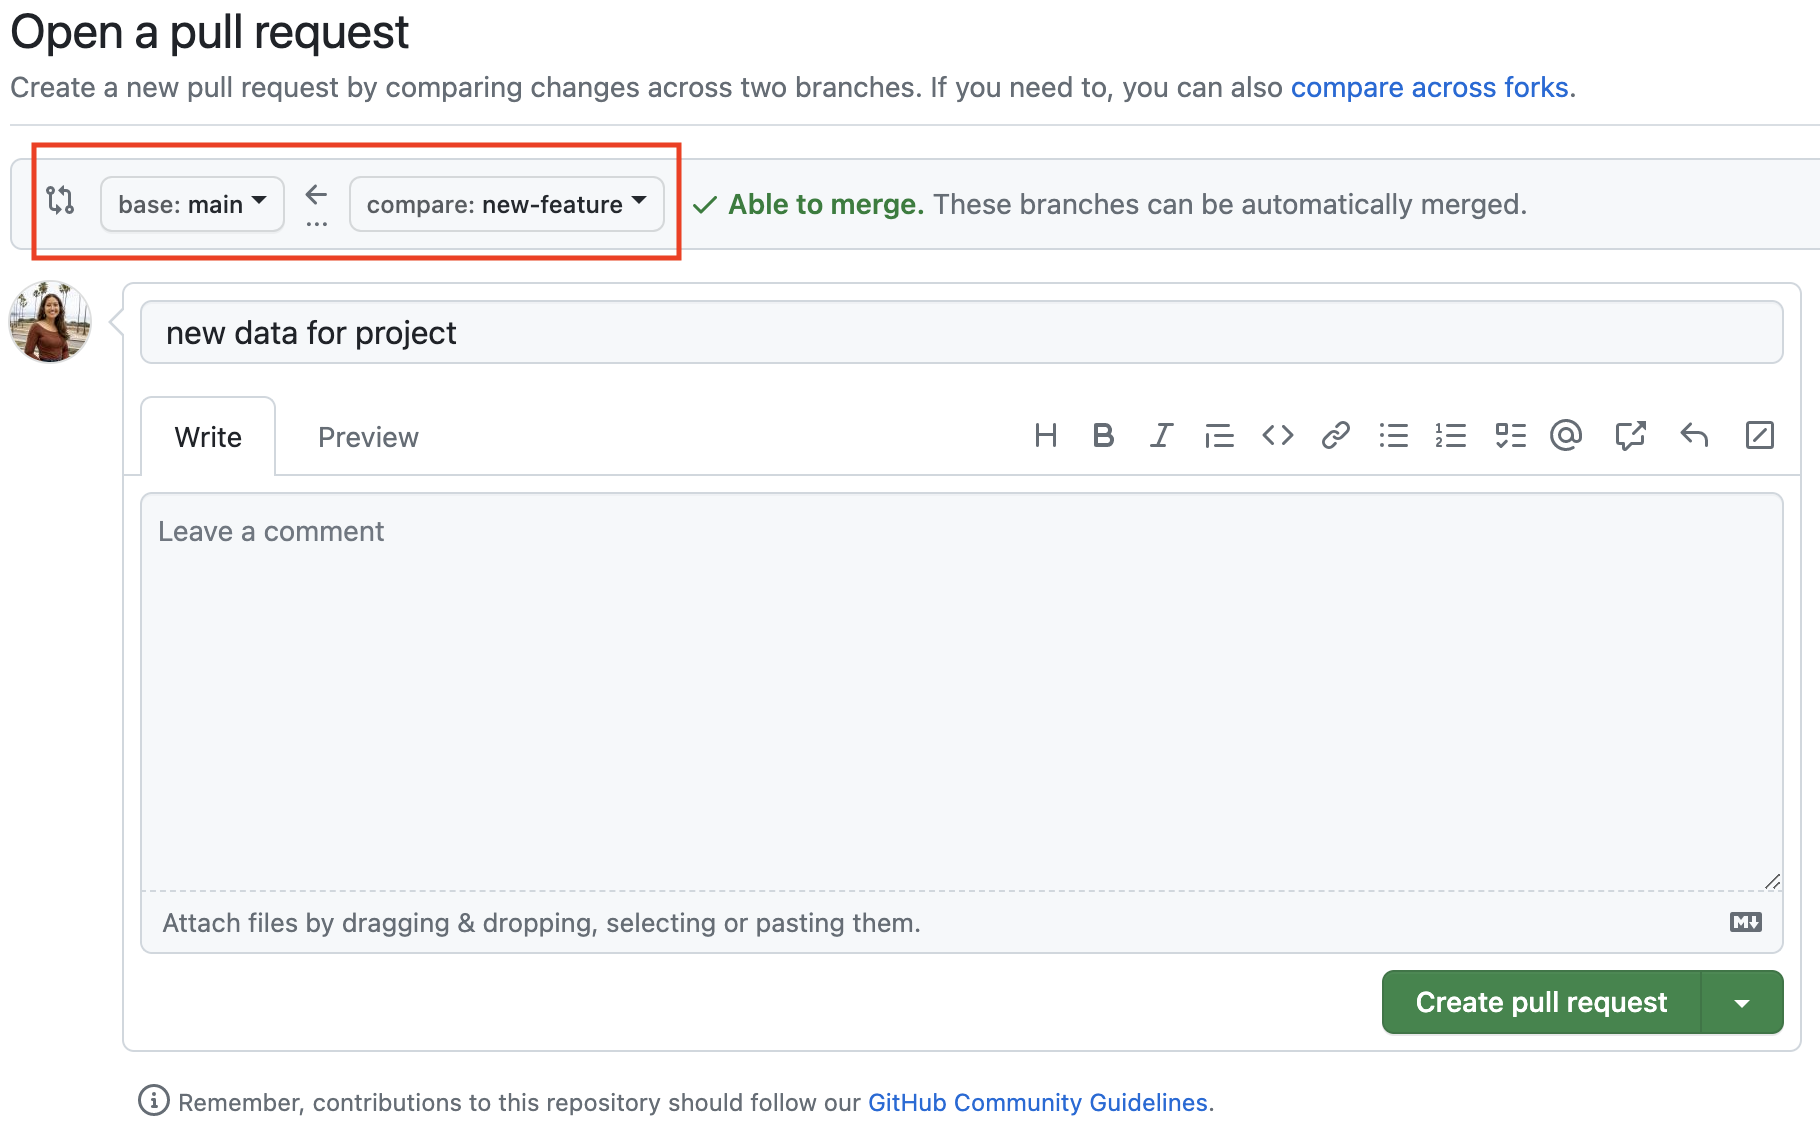 Open a pull request
Create a new pull request by comparing changes across two branches. If you need to, you can also compare across forks.
base: main
...
compare: new-feature
Able to merge. These branches can be automatically merged.
new data for project
Write
Preview
H B I
Leave a comment
Attach files by dragging & dropping, selecting or pasting them.
M
Create pull request
Remember, contributions to this repository should follow our GitHub Community Guidelines.